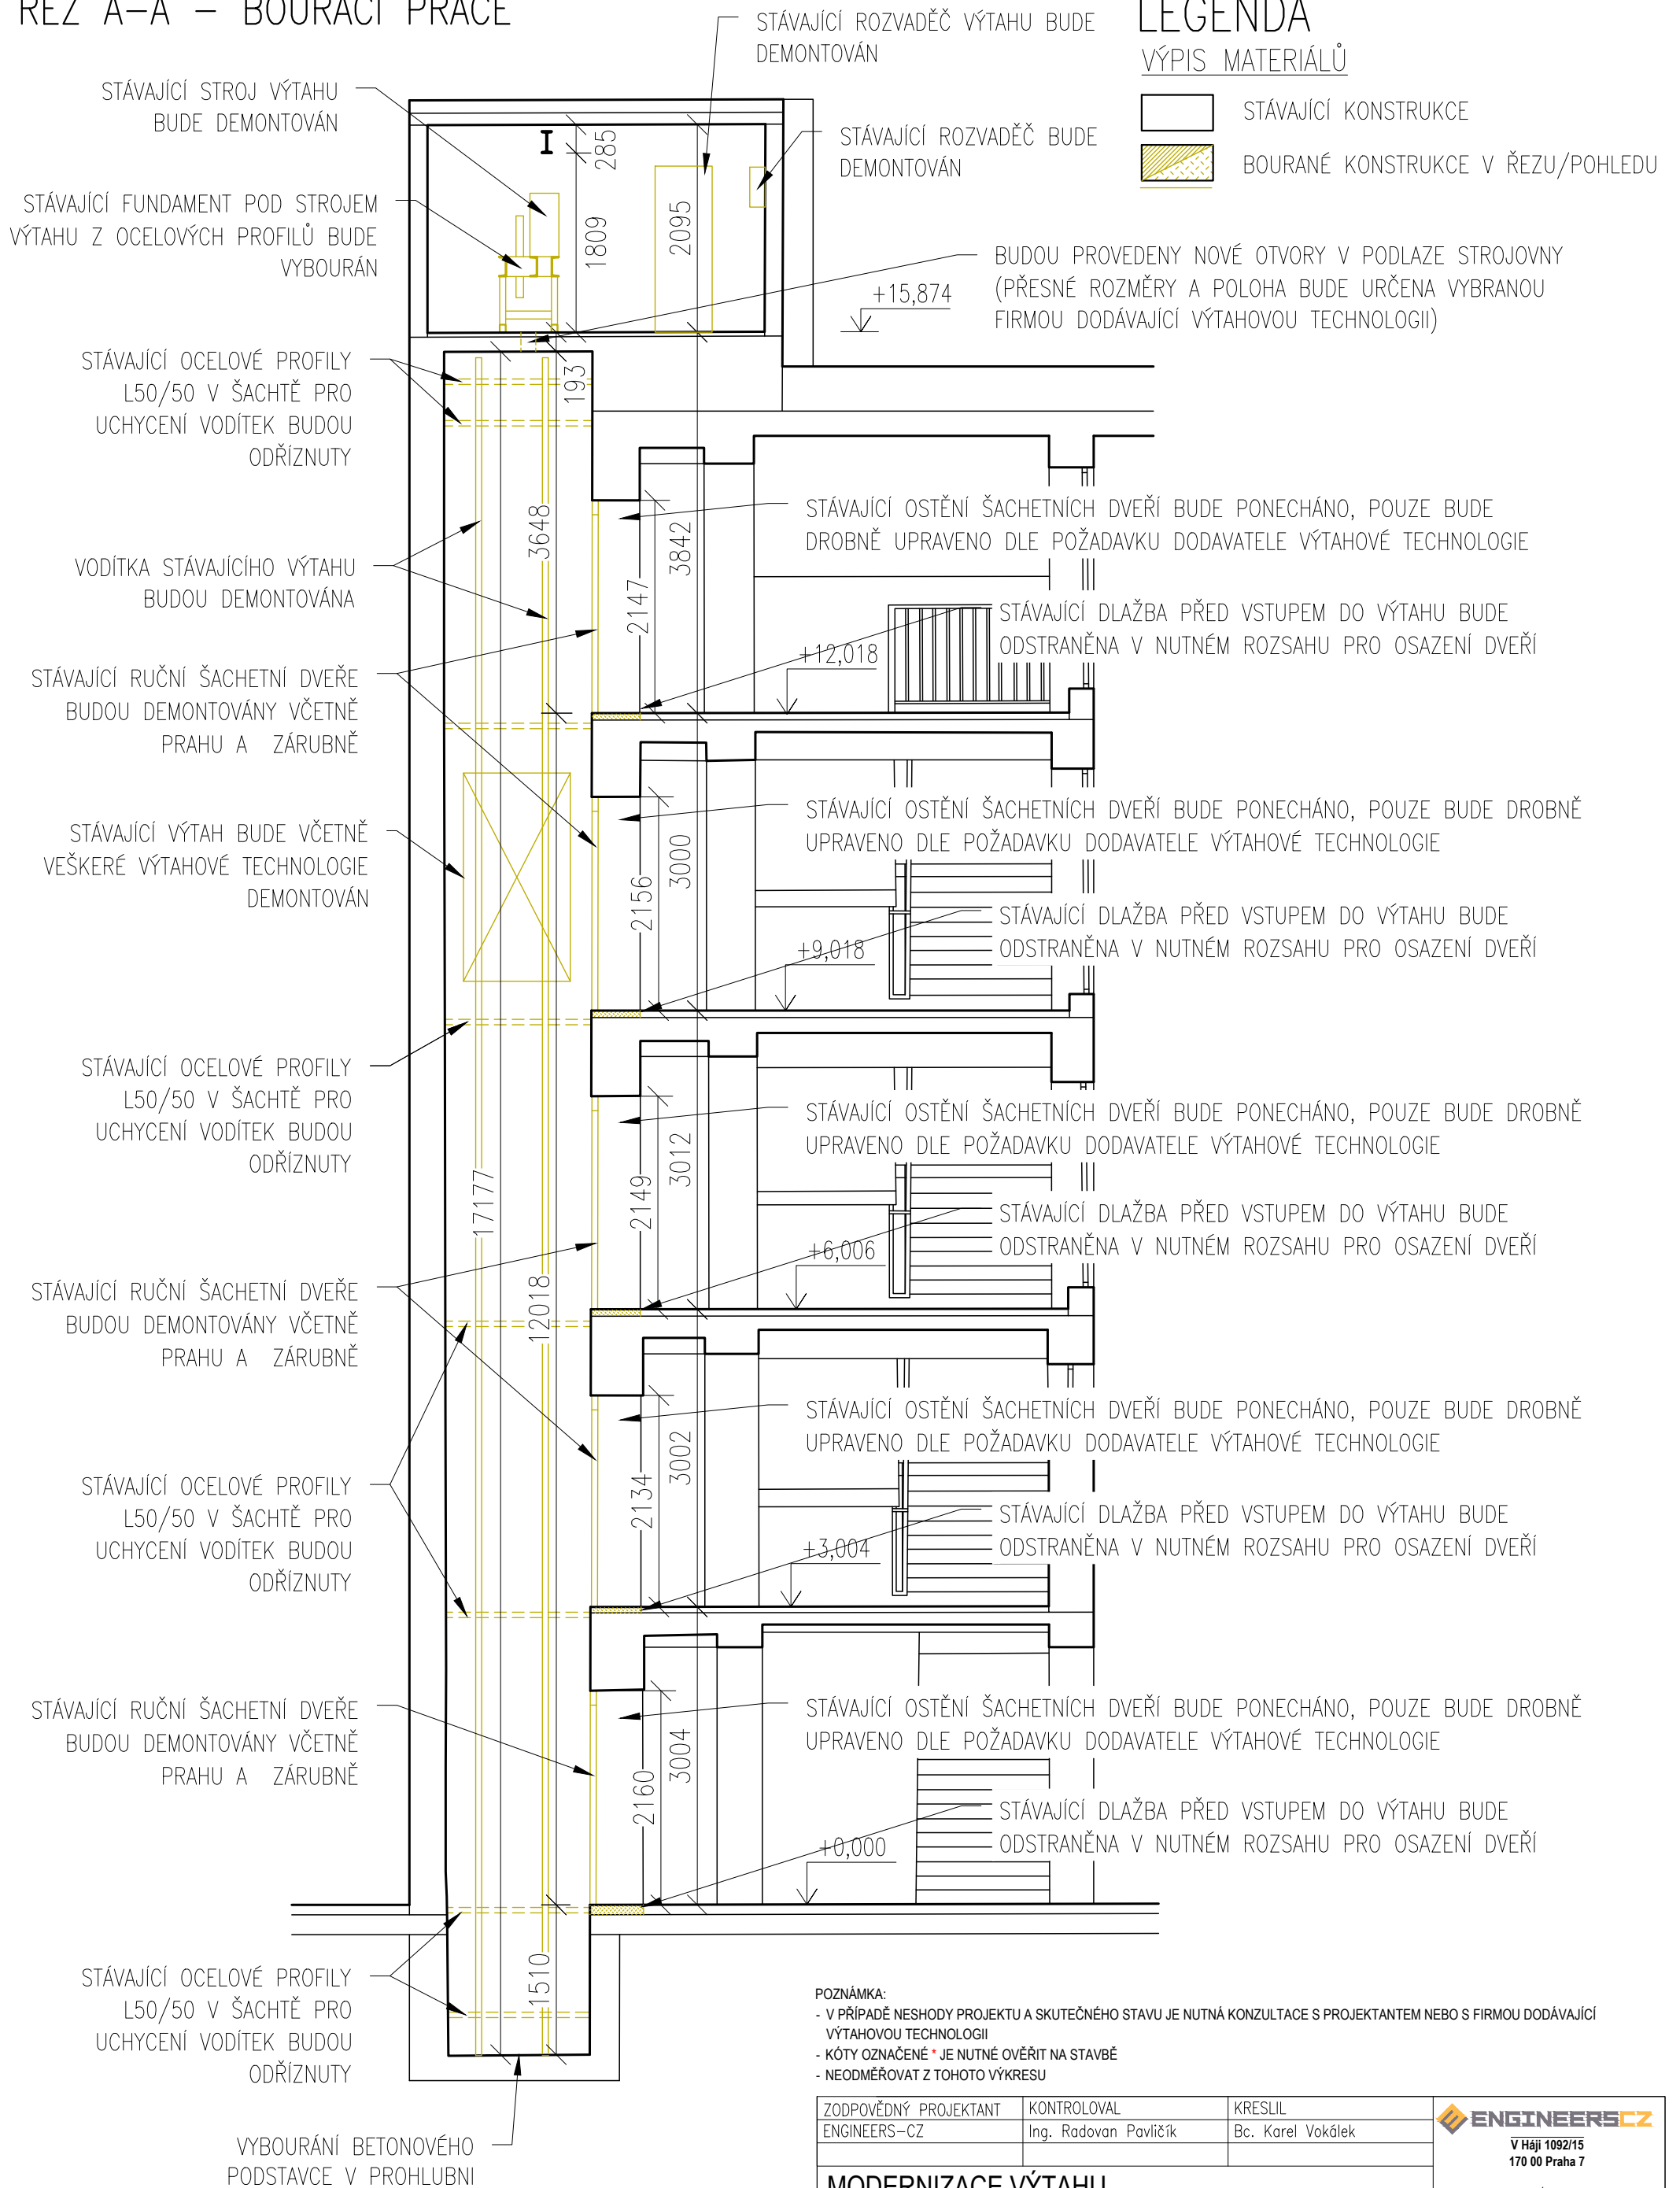 ŘEZ A-A - BOURACÍ PRÁCE
STÁVAJÍCÍ ROZVADĚČ VÝTAHU BUDE
DEMONTOVÁN
LEGENDA
VÝPIS MATERIÁLŮ
STÁVAJÍCÍ KONSTRUKCE
BOURANÉ KONSTRUKCE V ŘEZU/POHLEDU
STÁVAJÍCÍ STROJ VÝTAHU
BUDE DEMONTOVÁN
STÁVAJÍCÍ ROZVADĚČ BUDE
DEMONTOVÁN
285
1809
2095
STÁVAJÍCÍ FUNDAMENT POD STROJEM
VÝTAHU Z OCELOVÝCH PROFILŮ BUDE
VYBOURÁN
BUDOU PROVEDENY NOVÉ OTVORY V PODLAZE STROJOVNY
(PŘESNÉ ROZMĚRY A POLOHA BUDE URČENA VYBRANOU
FIRMOU DODÁVAJÍCÍ VÝTAHOVOU TECHNOLOGII)
+15,874
STÁVAJÍCÍ OCELOVÉ PROFILY
L50/50 V ŠACHTĚ PRO
UCHYCENÍ VODÍTEK BUDOU
ODŘÍZNUTY
193
3648
3842
2147
STÁVAJÍCÍ OSTĚNÍ ŠACHETNÍCH DVEŘÍ BUDE PONECHÁNO, POUZE BUDE
DROBNĚ UPRAVENO DLE POŽADAVKU DODAVATELE VÝTAHOVÉ TECHNOLOGIE
VODÍTKA STÁVAJÍCÍHO VÝTAHU
BUDOU DEMONTOVÁNA
STÁVAJÍCÍ DLAŽBA PŘED VSTUPEM DO VÝTAHU BUDE
ODSTRANĚNA V NUTNÉM ROZSAHU PRO OSAZENÍ DVEŘÍ
+12,018
STÁVAJÍCÍ RUČNÍ ŠACHETNÍ DVEŘE
BUDOU DEMONTOVÁNY VČETNĚ
PRAHU A ZÁRUBNĚ
STÁVAJÍCÍ OSTĚNÍ ŠACHETNÍCH DVEŘÍ BUDE PONECHÁNO, POUZE BUDE DROBNĚ
UPRAVENO DLE POŽADAVKU DODAVATELE VÝTAHOVÉ TECHNOLOGIE
STÁVAJÍCÍ VÝTAH BUDE VČETNĚ
VEŠKERÉ VÝTAHOVÉ TECHNOLOGIE
DEMONTOVÁN
2156
3000
STÁVAJÍCÍ DLAŽBA PŘED VSTUPEM DO VÝTAHU BUDE
ODSTRANĚNA V NUTNÉM ROZSAHU PRO OSAZENÍ DVEŘÍ
+9,018
STÁVAJÍCÍ OCELOVÉ PROFILY
L50/50 V ŠACHTĚ PRO
UCHYCENÍ VODÍTEK BUDOU
ODŘÍZNUTY
STÁVAJÍCÍ OSTĚNÍ ŠACHETNÍCH DVEŘÍ BUDE PONECHÁNO, POUZE BUDE DROBNĚ
UPRAVENO DLE POŽADAVKU DODAVATELE VÝTAHOVÉ TECHNOLOGIE
17177
2149
3012
STÁVAJÍCÍ DLAŽBA PŘED VSTUPEM DO VÝTAHU BUDE
ODSTRANĚNA V NUTNÉM ROZSAHU PRO OSAZENÍ DVEŘÍ
+6,006
12018
STÁVAJÍCÍ RUČNÍ ŠACHETNÍ DVEŘE
BUDOU DEMONTOVÁNY VČETNĚ
PRAHU A ZÁRUBNĚ
STÁVAJÍCÍ OSTĚNÍ ŠACHETNÍCH DVEŘÍ BUDE PONECHÁNO, POUZE BUDE DROBNĚ
UPRAVENO DLE POŽADAVKU DODAVATELE VÝTAHOVÉ TECHNOLOGIE
2134
3002
STÁVAJÍCÍ OCELOVÉ PROFILY
L50/50 V ŠACHTĚ PRO
UCHYCENÍ VODÍTEK BUDOU
ODŘÍZNUTY
STÁVAJÍCÍ DLAŽBA PŘED VSTUPEM DO VÝTAHU BUDE
ODSTRANĚNA V NUTNÉM ROZSAHU PRO OSAZENÍ DVEŘÍ
+3,004
STÁVAJÍCÍ RUČNÍ ŠACHETNÍ DVEŘE
BUDOU DEMONTOVÁNY VČETNĚ
PRAHU A ZÁRUBNĚ
STÁVAJÍCÍ OSTĚNÍ ŠACHETNÍCH DVEŘÍ BUDE PONECHÁNO, POUZE BUDE DROBNĚ
UPRAVENO DLE POŽADAVKU DODAVATELE VÝTAHOVÉ TECHNOLOGIE
2160
3004
STÁVAJÍCÍ DLAŽBA PŘED VSTUPEM DO VÝTAHU BUDE
ODSTRANĚNA V NUTNÉM ROZSAHU PRO OSAZENÍ DVEŘÍ
+0,000
1510
STÁVAJÍCÍ OCELOVÉ PROFILY
L50/50 V ŠACHTĚ PRO
UCHYCENÍ VODÍTEK BUDOU
ODŘÍZNUTY
VYBOURÁNÍ BETONOVÉHO
PODSTAVCE V PROHLUBNI
POZNÁMKA:
- V PŘÍPADĚ NESHODY PROJEKTU A SKUTEČNÉHO STAVU JE NUTNÁ KONZULTACE S PROJEKTANTEM NEBO S FIRMOU DODÁVAJÍCÍ
VÝTAHOVOU TECHNOLOGII
- KÓTY OZNAČENÉ * JE NUTNÉ OVĚŘIT NA STAVBĚ
- NEODMĚŘOVAT Z TOHOTO VÝKRESU
ZODPOVĚDNÝ PROJEKTANT KONTROLOVAL KRESLIL
ENGINEERS-CZ Ing. Radovan Pavličík Bc. Karel Vokálek
ENGINEERSCZ
V Háji 1092/15
170 00 Praha 7
MODERNIZACE VÝTAHU